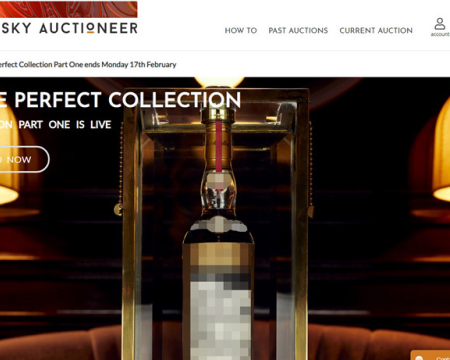 SKY AUCTIONEER
HOW TO PAST AUCTIONS CURRENT AUCTION
account
erfect Collection Part One ends Monday 17th February
E PERFECT COLLECTION
ON PART ONE IS LIVE
NOW